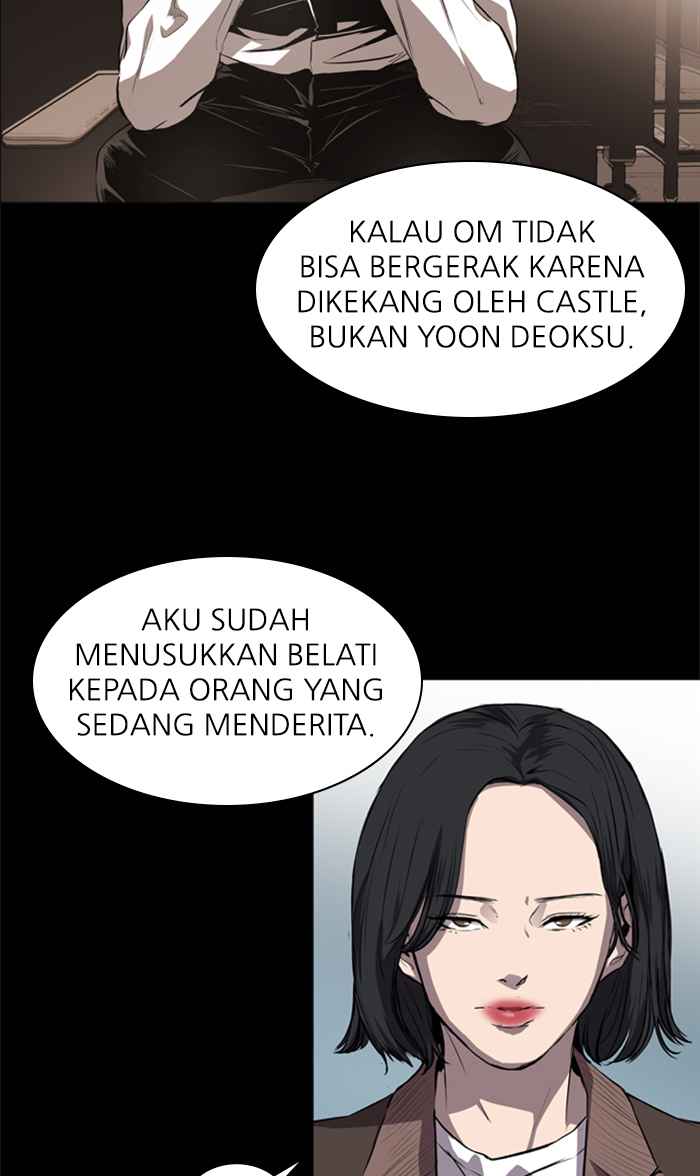 KALAU OM TIDAK
BISA BERGERAK KARENA
DIKEKANG OLEH CASTLE,
BUKAN YOON DEOKSU.
AKU SUDAH
MENUSUKKAN BELATI
KEPADA ORANG YANG
SEDANG MENDERITA.